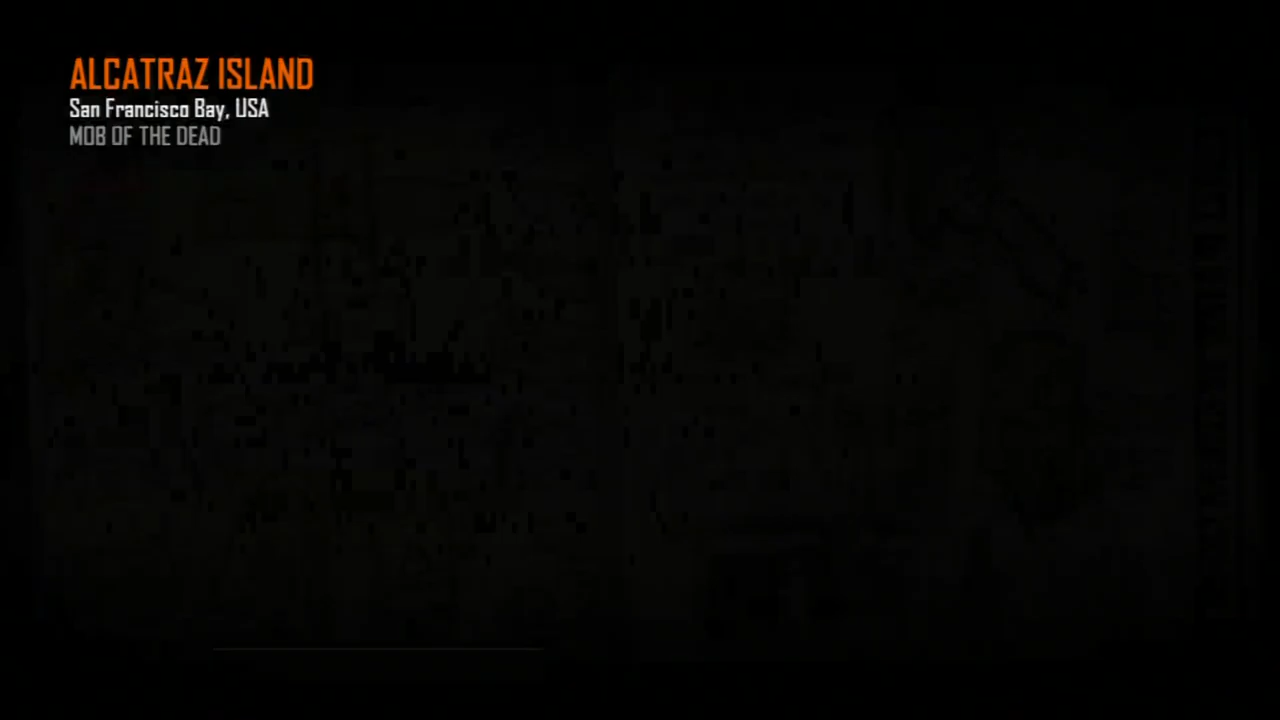 ALCATRAZ ISLAND
San Francisco Bay, USA
MOB OF THE DEAD